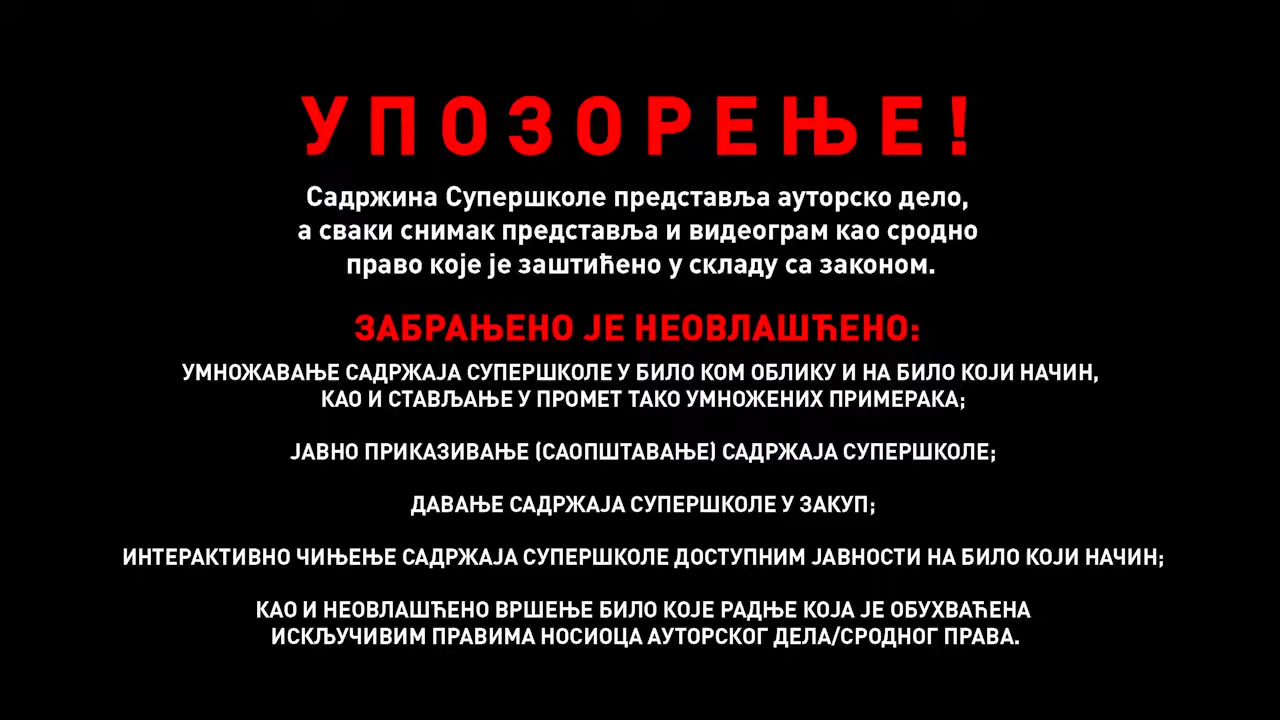 УПОЗОРЕЊЕ!
Садржина Супершколе представља ауторско дело,
а сваки снимак представља и видеограм као сродно
право које је заштићено у складу са законом.
ЗАБРАЊЕНО ЈЕ НЕОВЛАШЋЕНО:
УМНОЖАВАЊЕ САДРЖАЈА СУПЕРШКОЛЕ У БИЛО КОМ ОБЛИКУ И НА БИЛО КОЈИ НАЧИН,
КАО И СТАВЉАЊЕ У ПРОМЕТ ТАКО УМНОЖЕНИХ ПРИМЕРАКА;
ЈАВНО ПРИКАЗИВАЊЕ (САОПШТАВАЊЕ) САДРЖАЈА СУПЕРШКОЛЕ;
ДАВАЊЕ САДРЖАЈА СУПЕРШКОЛЕ У ЗАКУП;
ИНТЕРАКТИВНО ЧИЊЕЊЕ САДРЖАЈА СУПЕРШКОЛЕ ДОСТУПНИМ ЈАВНОСТИ НА БИЛО КОЈИ НАЧИН;
КАО И НЕОВЛАШЋЕНО ВРШЕЊЕ БИЛО КОЈЕ РАДЊЕ КОЈА ЈЕ ОБУХВАЋЕНА
ИСКЉУЧИВИМ ПРАВИМА НОСИОЦА АУТОРСКОГ ДЕЛА/СРОДНОГ ПРАВА.